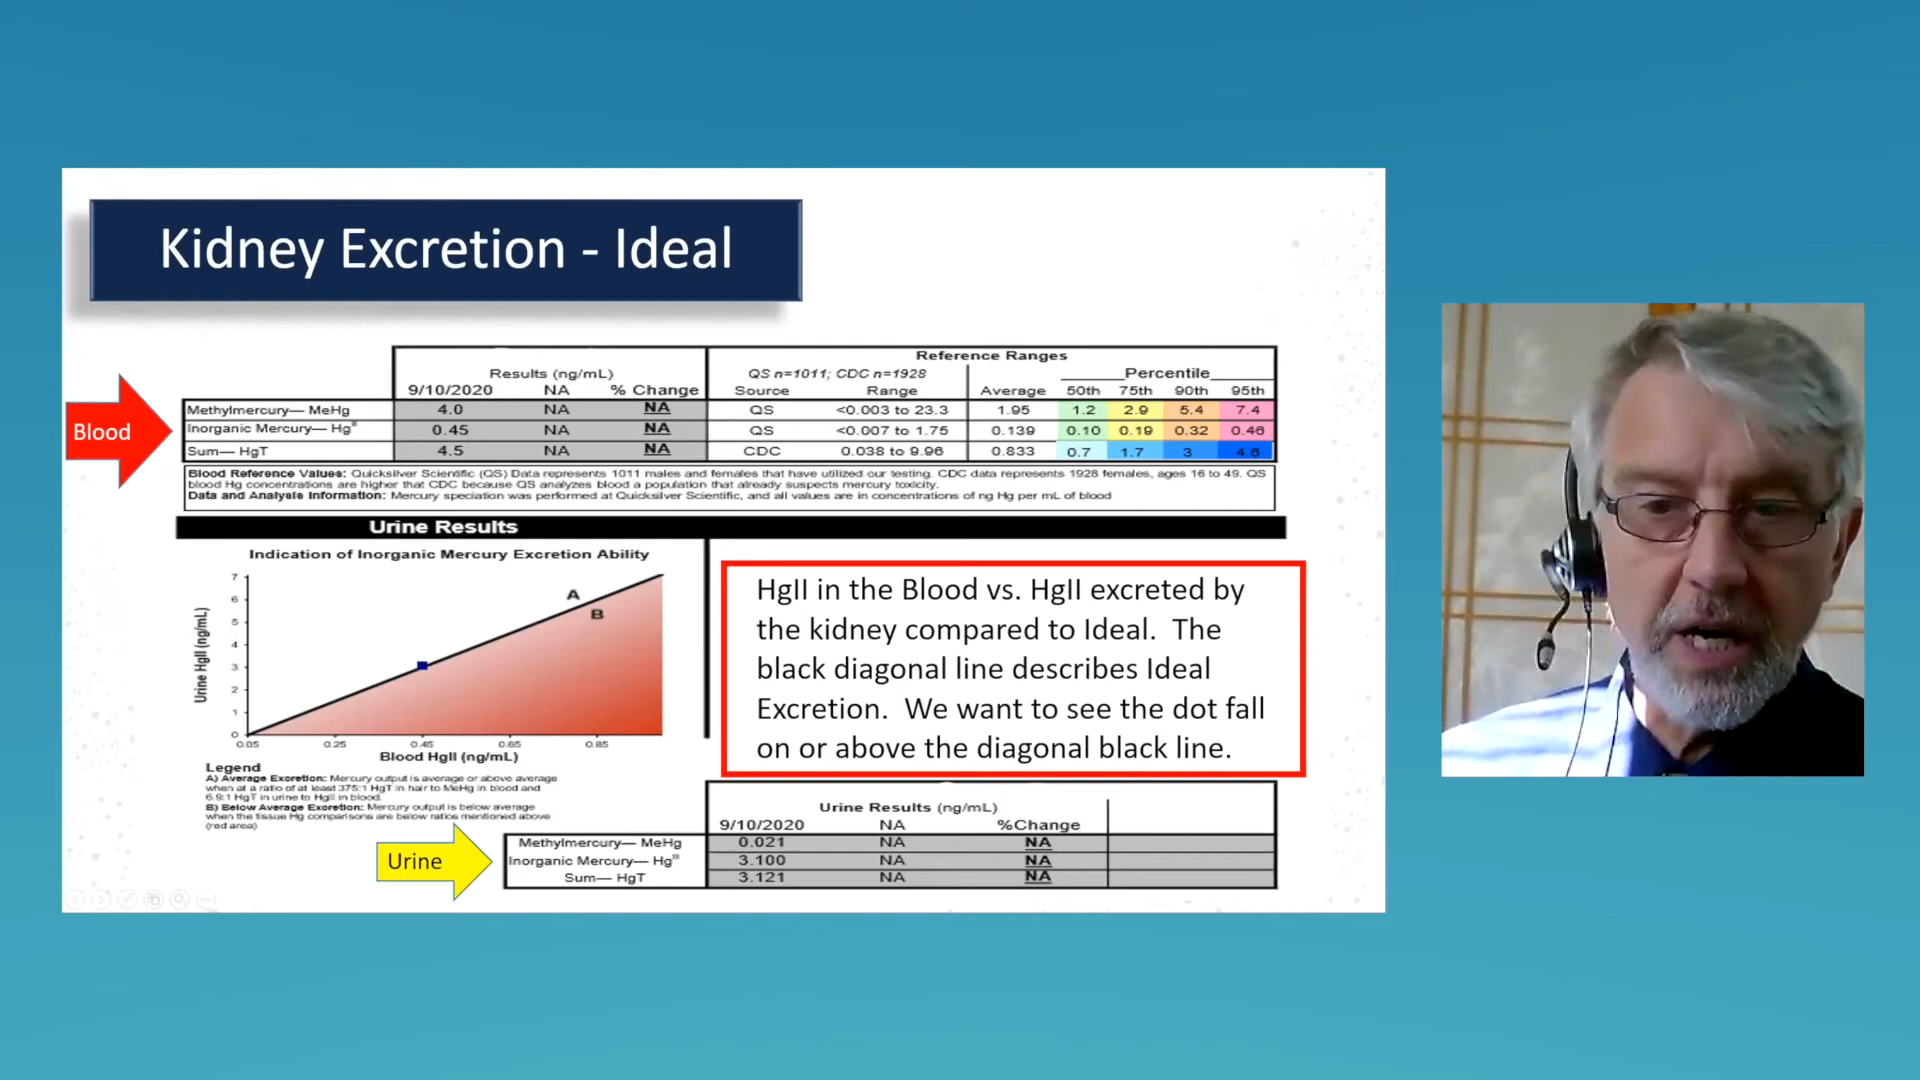 Kidney Excretion - Ideal
Reference Ranges
Results (ng/mL) QS n=1011; CDC n=1928 Percentile
9/10/2020 NA % Change Source Range Average 50th 75th 90th 95th
Blood
Methylmercury— MeHg 4.0 NA NA QS <0.003 to 23.3 1.95 1.2 2.9 5.4 7.4
Inorganic Mercury— Hg 0.45 NA NA QS <0.007 to 1.75 0.139 0.10 0.19 0.32 0.46
Sum— HgT 4.5 NA NA CDC 0.038 to 9.96 0.833 0.7 1.7 3 4.6
Blood Reference Values: Quicksilver Scientific (QS) Data represents 1011 males and females that have utilized our testing. CDC data represents 1928 females, ages 16 to 49. QS
blood Hg concentrations are higher that CDC because QS analyzes blood a population that already suspects mercury toxicity.
Data and Analysis Information: Mercury speciation was performed at Quicksilver Scientific, and all values are in concentrations of ng Hg per mL of blood
Urine Results
Indication of Inorganic Mercury Excretion Ability
7
6
5
4
3
2
1
0
Urine HgII (ng/mL)
A
B
0.05 0.25 0.45 0.65 0.85
Blood HgII (ng/mL)
Legend
A) Average Excretion: Mercury output is average or above average
when at a ratio of at least 375:1 HgT in hair to MeHg in blood and
6.9:1 HgT in urine to HgII in blood.
B) Below Average Excretion: Mercury output is below average
when the tissue Hg comparisons are below ratios mentioned above
(red area)
HgII in the Blood vs. HgII excreted by
the kidney compared to Ideal. The
black diagonal line describes Ideal
Excretion. We want to see the dot fall
on or above the diagonal black line.
Urine Results (ng/mL)
9/10/2020 NA %Change
Urine
Methylmercury— MeHg 0.021 NA NA
Inorganic Mercury— Hg 3.100 NA NA
Sum— HgT 3.121 NA NA